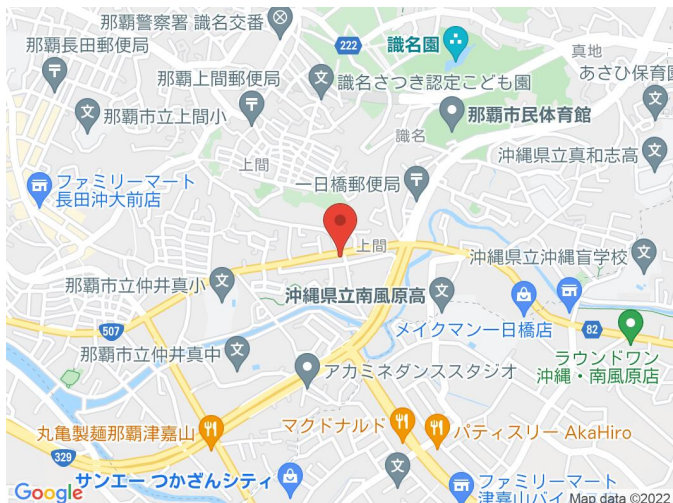 那覇警察署 識名交番
那覇長田郵便局
222
識名園
真地
あさひ保育園
那覇上間郵便局
識名さつき認定こども園
那覇市立上間小
那覇市民体育館
識名
沖縄県立真和志高
上間
一日橋郵便局
ファミリーマート
長田沖大前店
上間
沖縄県立沖縄盲学校
那覇市立仲井真小
沖縄県立南風原高
507
メイクマン一日橋店
82
那覇市立仲井真中
アカミネダンススタジオ
ラウンドワン
沖縄・南風原店
丸亀製麺那覇津嘉山
マクドナルド
パティスリー AkaHiro
329
サンエー つかざんシティ
ファミリーマート
津嘉山バイ
Google
Map data ©2022